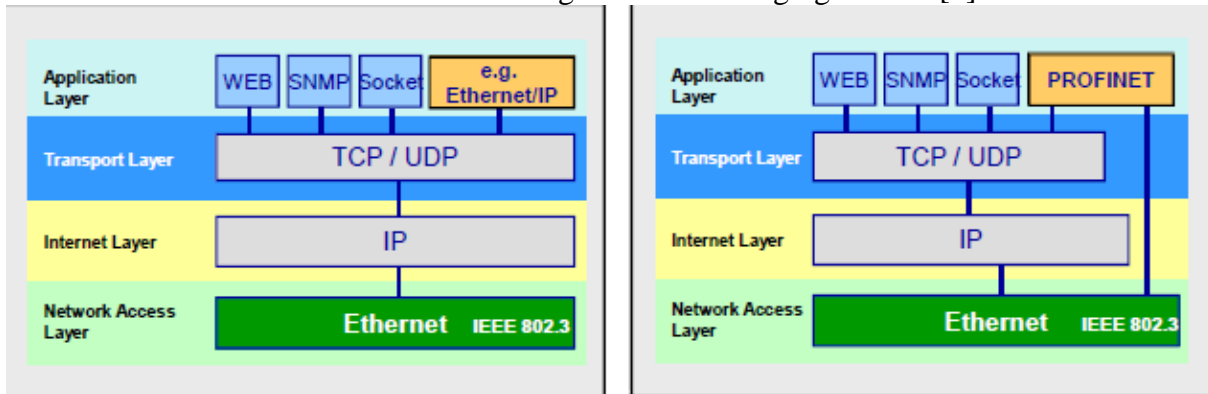 Application
Layer
WEB
SNMP
Socket
e.g.
Ethernet/IP
Transport Layer
TCP / UDP
Internet Layer
IP
Network Access
Layer
Ethernet IEEE 802.3
Application
Layer
WEB
SNMP
Socket
PROFINET
Transport Layer
TCP / UDP
Internet Layer
IP
Network Access
Layer
Ethernet IEEE 802.3